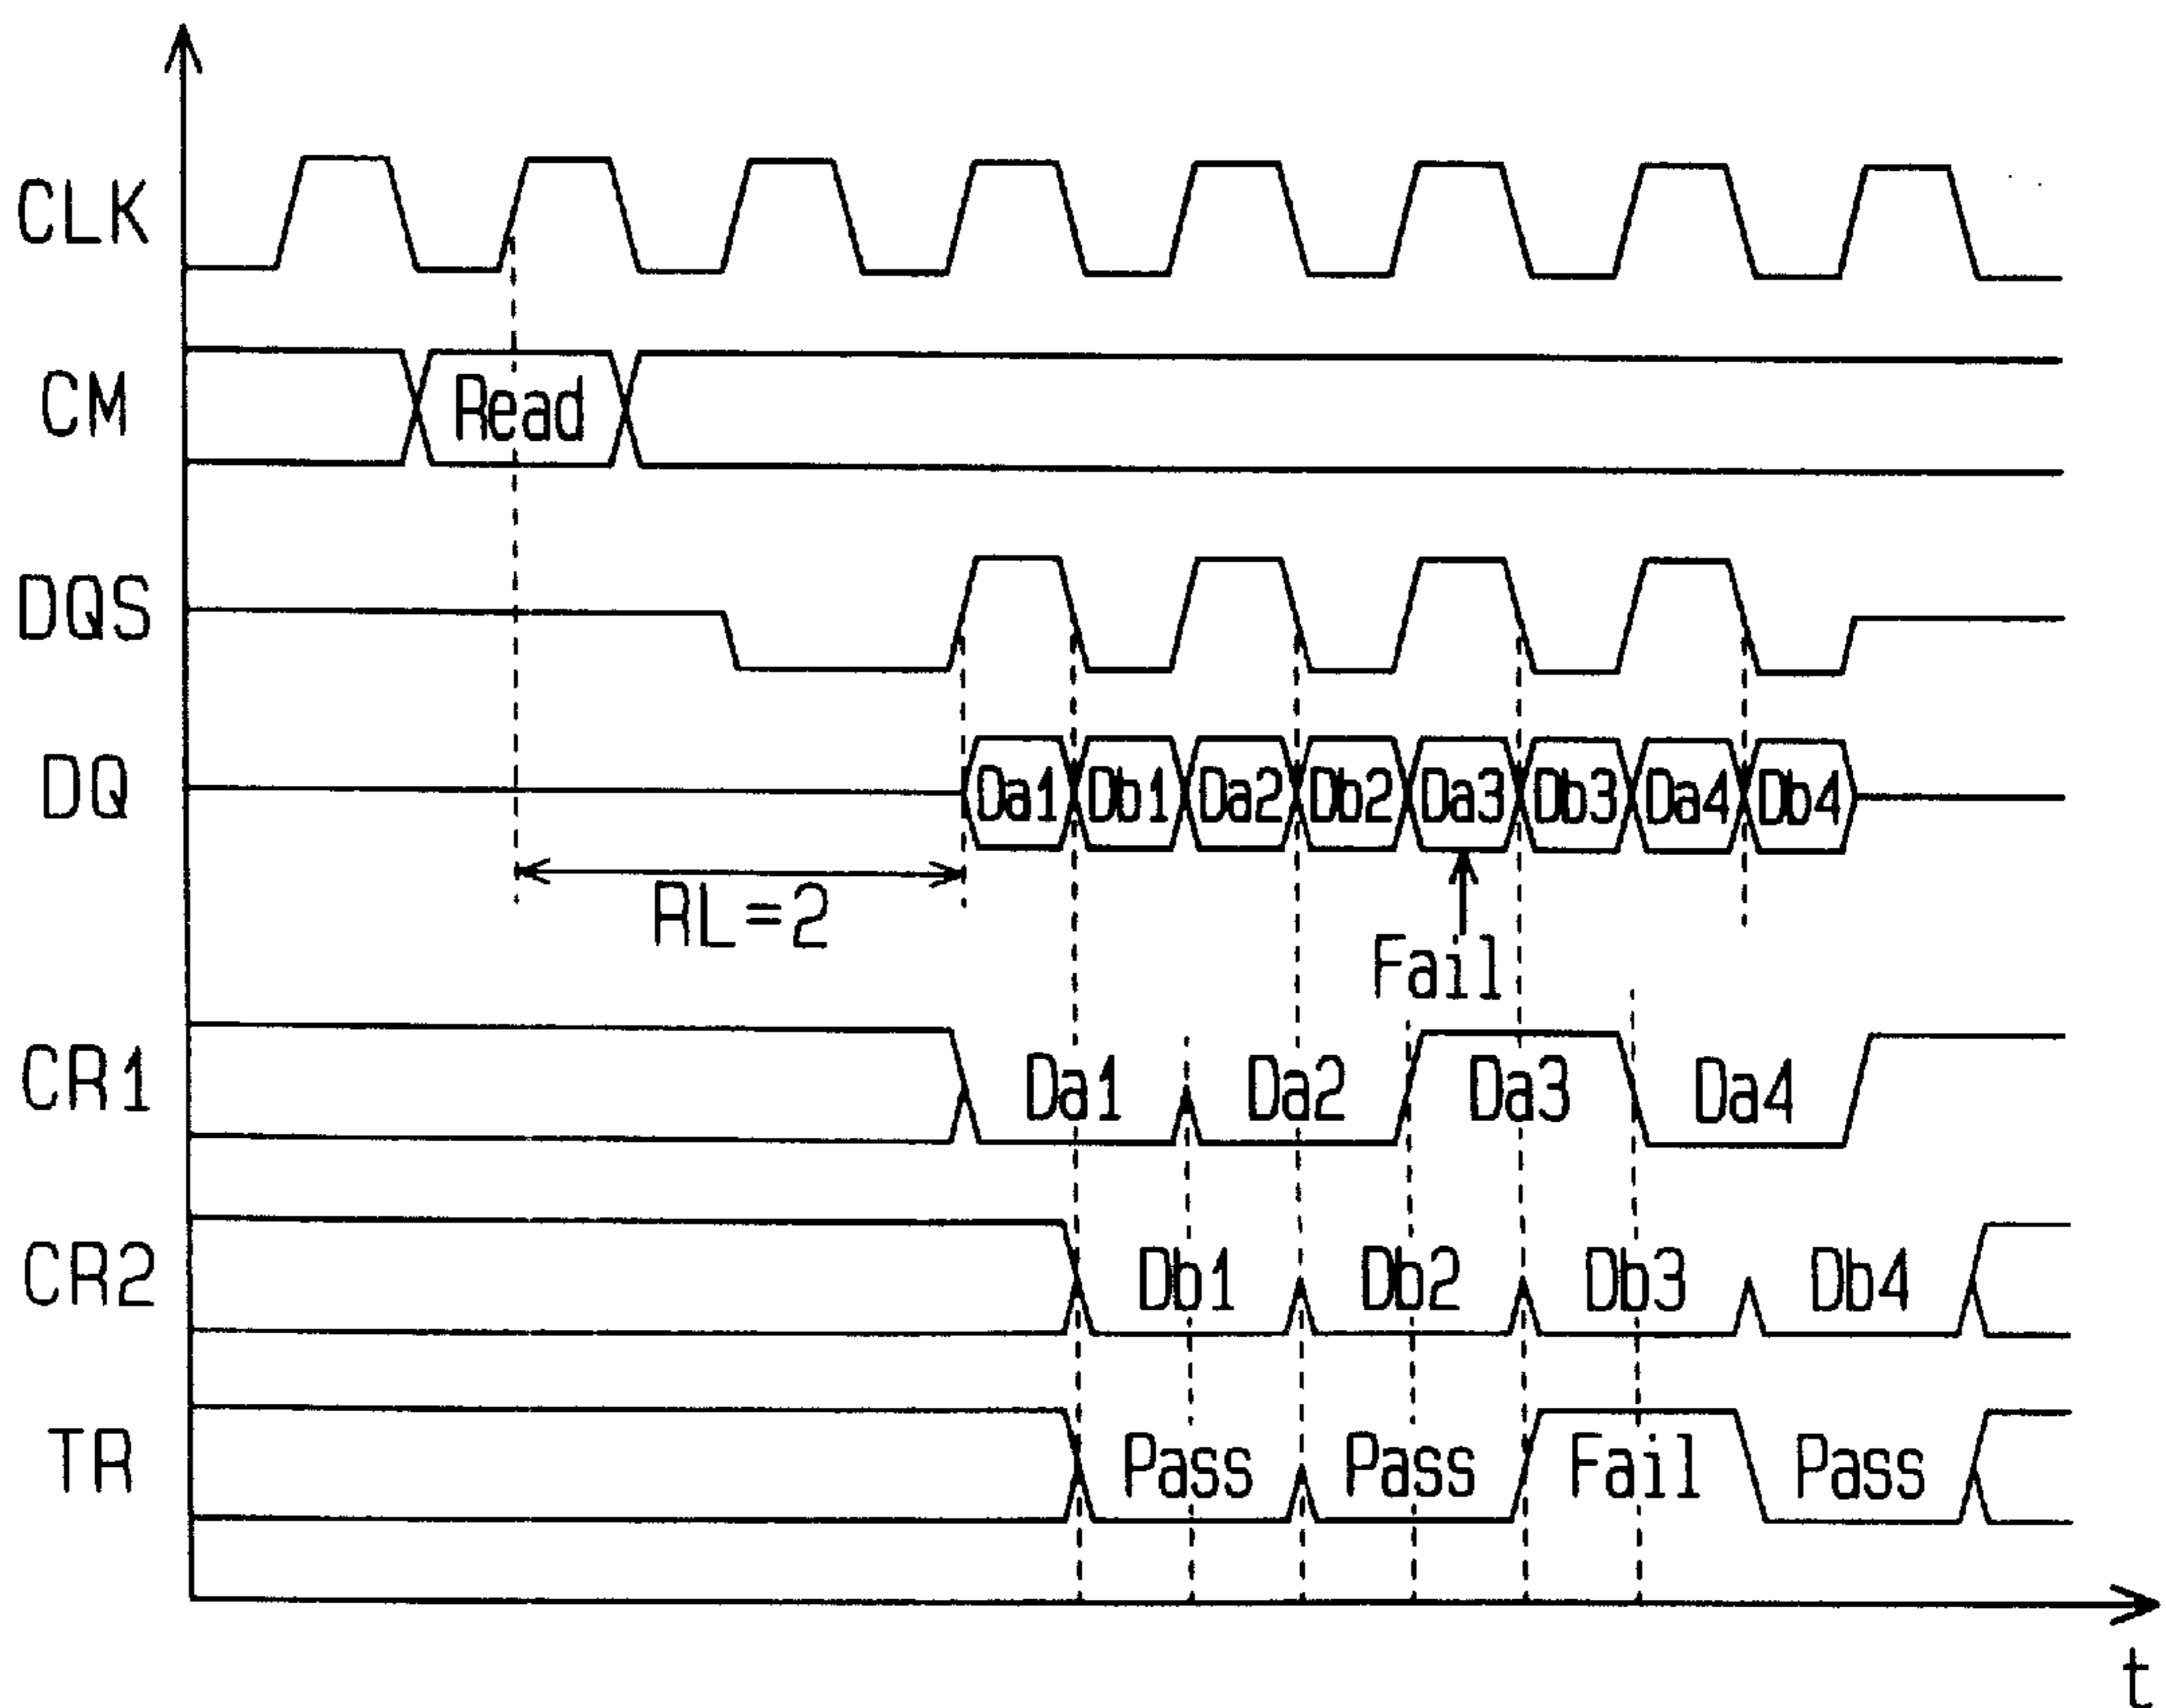 CLK
CM
Read
DQS
DQ
Da1 Db1 Da2 Db2 Da3 Db3 Da4 Db4
RL=2
Fail
CR1
Da1 Da2 Da3 Da4
CR2
Db1 Db2 Db3 Db4
TR
Pass Pass Fail Pass
t